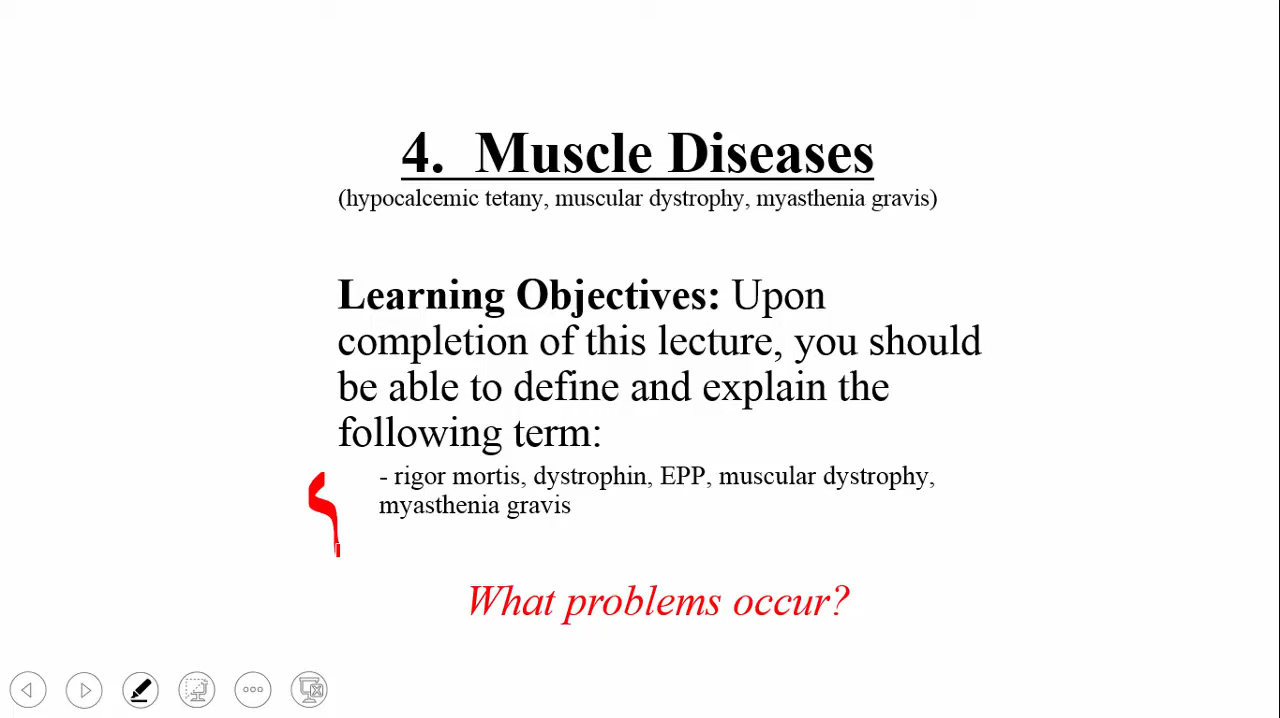 4. Muscle Diseases
(hypocalcemic tetany, muscular dystrophy, myasthenia gravis)
Learning Objectives: Upon
completion of this lecture, you should
be able to define and explain the
following term:
- rigor mortis, dystrophin, EPP, muscular dystrophy,
myasthenia gravis
What problems occur?